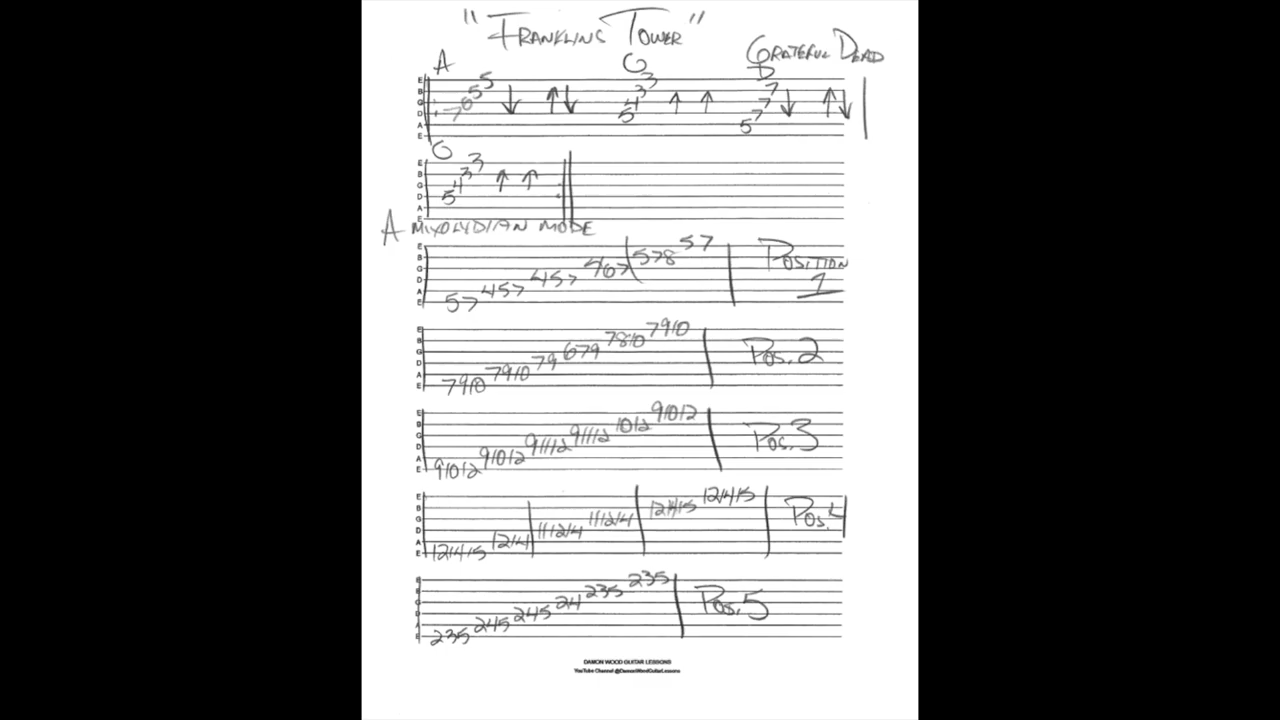 "FRANKLINS TOWER"
GRATEFUL DEAD
A G D
E B G D A E
7 6 5 5 ↓ ↑ ↓ 5 4 3 3 ↑ ↑ 5 7 7 7 ↓ ↑ ↓
G
E B G D A E
5 4 3 3 ↑ ↑
A MIXOLYDIAN MODE
E B G D A E
5 7 4 5 7 4 5 7 4 6 7 5 7 8 5 7
POSITION 1
E B G D A E
7 9 10 7 9 10 7 9 6 7 9 7 8 10 7 9 10
POS. 2
E B G D A E
9 10 12 9 10 12 9 11 12 9 11 12 10 12 9 10 12
POS. 3
E B G D A E
12 14 15 12 14 11 12 14 11 12 14 12 14 15 12 14 15
POS. 4
E B G D A E
2 3 5 2 4 5 2 4 5 2 4 2 3 5 2 3 5
POS. 5
DAMON WOOD GUITAR LESSONS
YouTube Channel @DamonWoodGuitarLessons